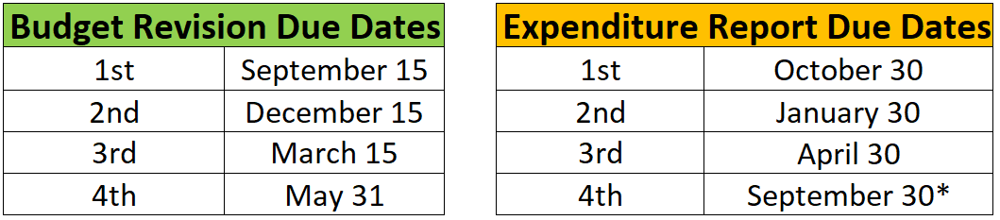 Budget Revision Due Dates
1st September 15
2nd December 15
3rd March 15
4th May 31
Expenditure Report Due Dates
1st October 30
2nd January 30
3rd April 30
4th September 30*